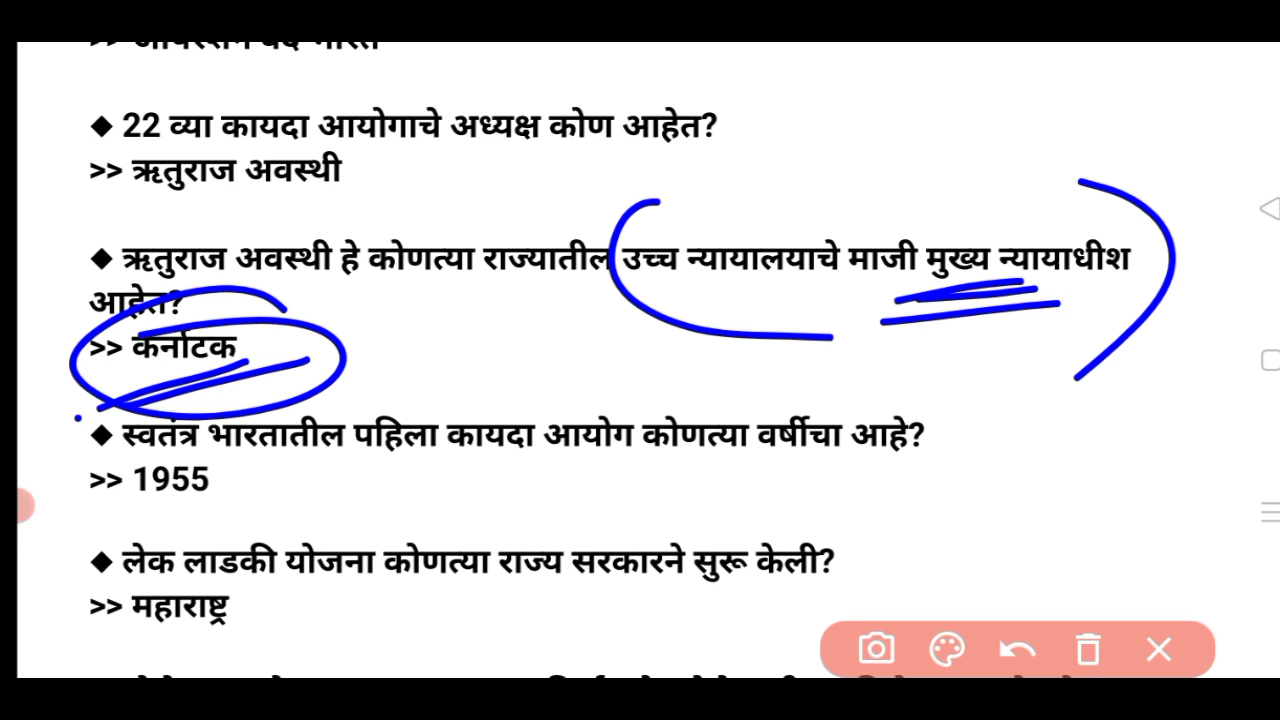 ◆ 22 व्या कायदा आयोगाचे अध्यक्ष कोण आहेत?
>> ऋतुराज अवस्थी
◆ ऋतुराज अवस्थी हे कोणत्या राज्यातील उच्च न्यायालयाचे माजी मुख्य न्यायाधीश
आहेत?
>> कर्नाटक
◆ स्वतंत्र भारतातील पहिला कायदा आयोग कोणत्या वर्षीचा आहे?
>> 1955
◆ लेक लाडकी योजना कोणत्या राज्य सरकारने सुरू केली?
>> महाराष्ट्र